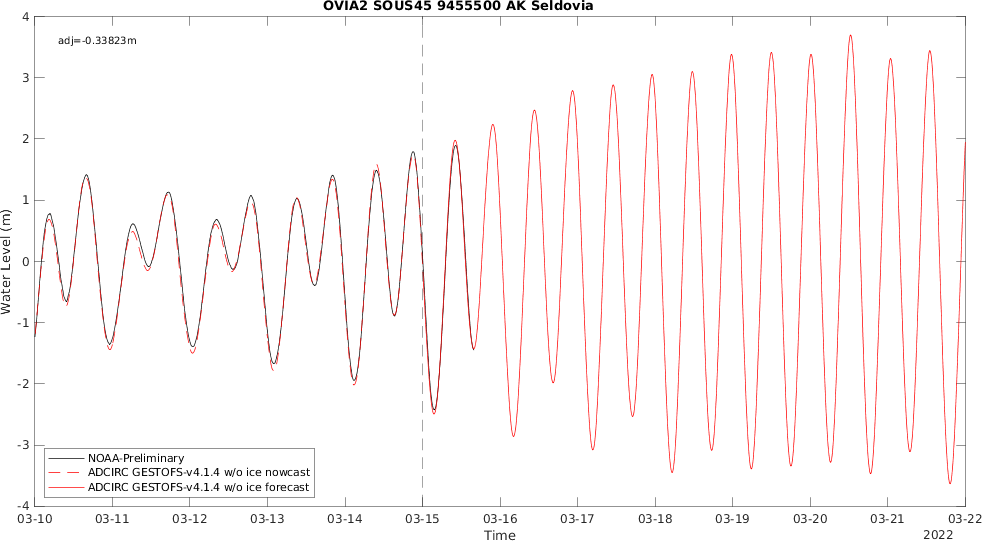 OVIA2 SOUS45 9455500 AK Seldovia
adj=-0.33823m
4
3
2
1
0
-1
-2
-3
-4
Water Level (m)
NOAA-Preliminary
ADCIRC GESTOFS-v4.1.4 w/o ice nowcast
ADCIRC GESTOFS-v4.1.4 w/o ice forecast
03-10 03-11 03-12 03-13 03-14 03-15 03-16 03-17 03-18 03-19 03-20 03-21 03-22
Time
2022